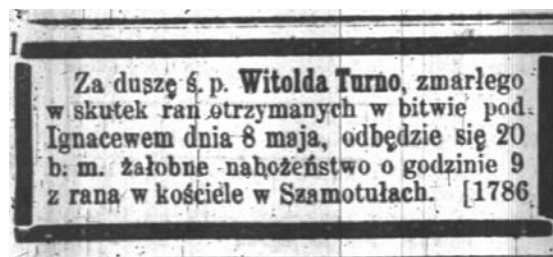 Za duszę ś. p. Witolda Turno, zmarłego
w skutek ran otrzymanych w bitwie pod
Ignacewem dnia 8 maja, odbędzie się 20
b. m. żałobne nabożeństwo o godzinie 9
z rana w kościele w Szamotułach. [1786